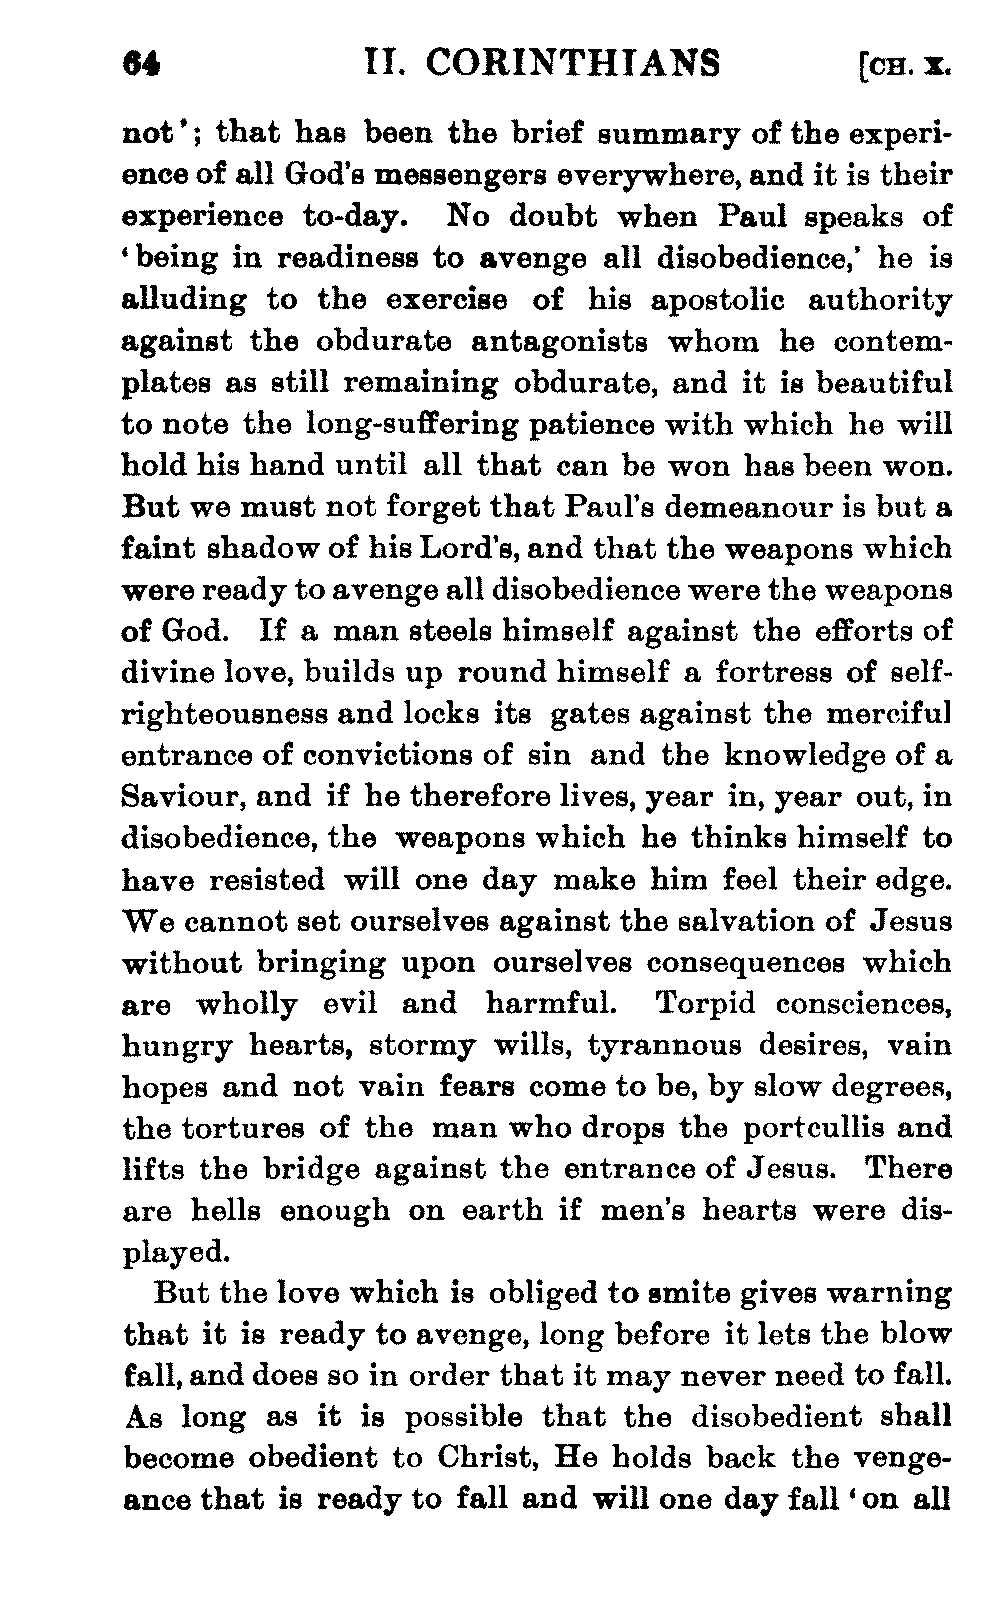 64 II. CORINTHIANS [CH. X.
not'; that has been the brief summary of the experi-
ence of all God's messengers everywhere, and it is their
experience to-day. No doubt when Paul speaks of
'being in readiness to avenge all disobedience,' he is
alluding to the exercise of his apostolic authority
against the obdurate antagonists whom he contem-
plates as still remaining obdurate, and it is beautiful
to note the long-suffering patience with which he will
hold his hand until all that can be won has been won.
But we must not forget that Paul's demeanour is but a
faint shadow of his Lord's, and that the weapons which
were ready to avenge all disobedience were the weapons
of God. If a man steels himself against the efforts of
divine love, builds up round himself a fortress of self-
righteousness and locks its gates against the merciful
entrance of convictions of sin and the knowledge of a
Saviour, and if he therefore lives, year in, year out, in
disobedience, the weapons which he thinks himself to
have resisted will one day make him feel their edge.
We cannot set ourselves against the salvation of Jesus
without bringing upon ourselves consequences which
are wholly evil and harmful. Torpid consciences,
hungry hearts, stormy wills, tyrannous desires, vain
hopes and not vain fears come to be, by slow degrees,
the tortures of the man who drops the portcullis and
lifts the bridge against the entrance of Jesus. There
are hells enough on earth if men's hearts were dis-
played.
But the love which is obliged to smite gives warning
that it is ready to avenge, long before it lets the blow
fall, and does so in order that it may never need to fall.
As long as it is possible that the disobedient shall
become obedient to Christ, He holds back the venge-
ance that is ready to fall and will one day fall 'on all